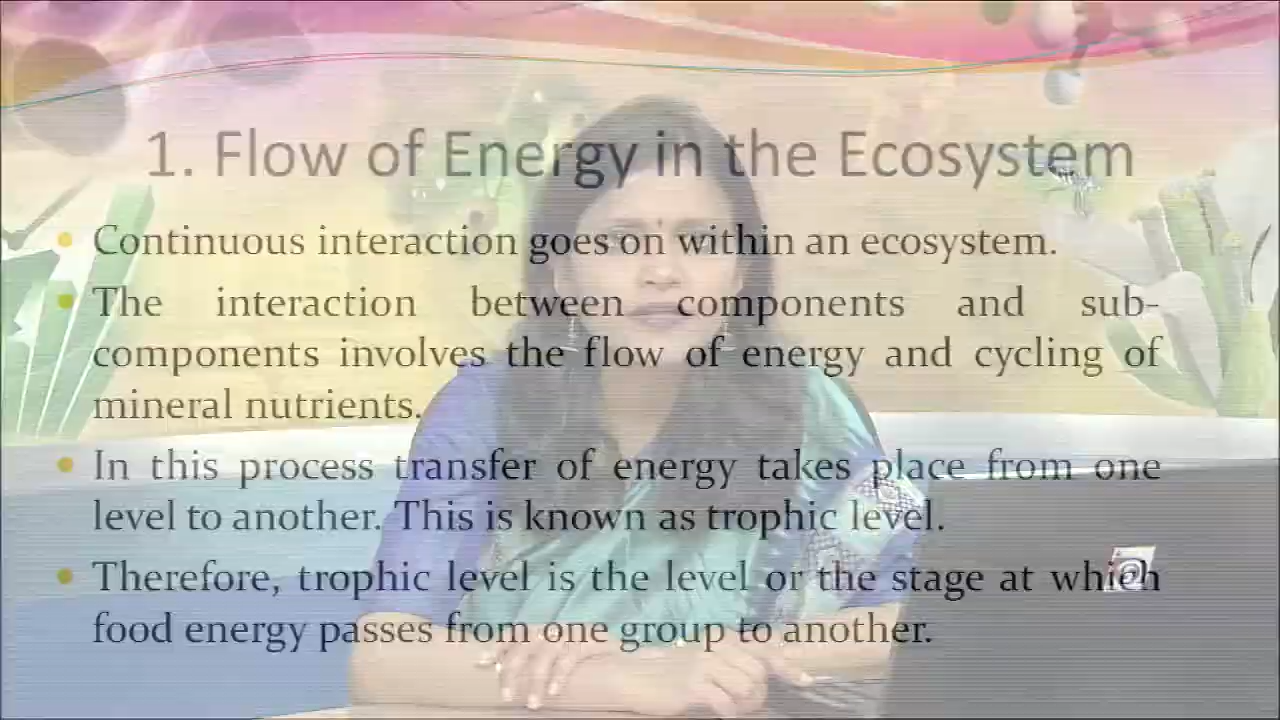 1. Flow of Energy in the Ecosystem
Continuous interaction goes on within an ecosystem.
The interaction between components and sub-
components involves the flow of energy and cycling of
mineral nutrients.
In this process transfer of energy takes place from one
level to another. This is known as trophic level.
Therefore, trophic level is the level or the stage at which
food energy passes from one group to another.
@